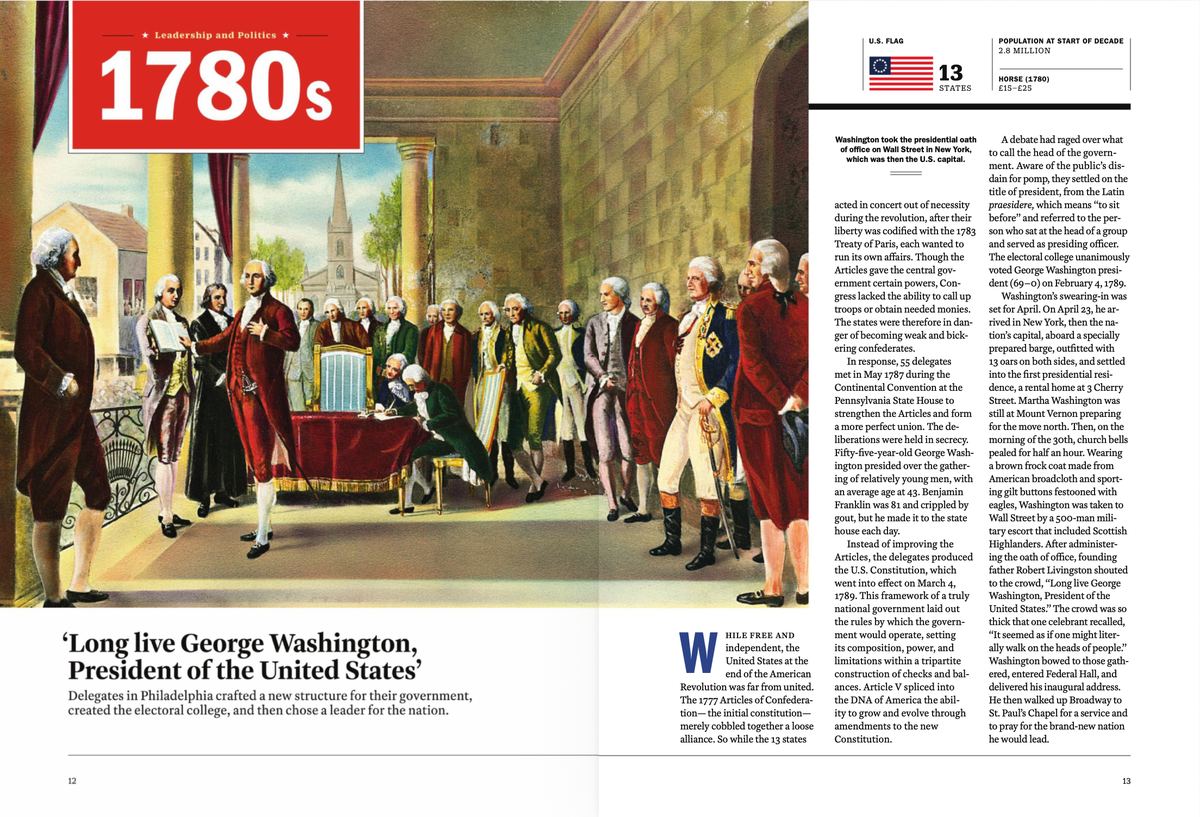 ★ Leadership and Politics ★
1780s
‘Long live George Washington,
President of the United States’
Delegates in Philadelphia crafted a new structure for their government,
created the electoral college, and then chose a leader for the nation.
12
WHILE FREE AND
independent, the
United States at the
end of the American
Revolution was far from united.
The 1777 Articles of Confedera-
tion—the initial constitution—
merely cobbled together a loose
alliance. So while the 13 states
U.S. FLAG
13
STATES
POPULATION AT START OF DECADE
2.8 MILLION
HORSE (1780)
£15–£25
Washington took the presidential oath
of office on Wall Street in New York,
which was then the U.S. capital.
acted in concert out of necessity
during the revolution, after their
liberty was codified with the 1783
Treaty of Paris, each wanted to
run its own affairs. Though the
Articles gave the central gov-
ernment certain powers, Con-
gress lacked the ability to call up
troops or obtain needed monies.
The states were therefore in dan-
ger of becoming weak and bick-
ering confederates.
In response, 55 delegates
met in May 1787 during the
Continental Convention at the
Pennsylvania State House to
strengthen the Articles and form
a more perfect union. The de-
liberations were held in secrecy.
Fifty-five-year-old George Wash-
ington presided over the gather-
ing of relatively young men, with
an average age at 43. Benjamin
Franklin was 81 and crippled by
gout, but he made it to the state
house each day.
Instead of improving the
Articles, the delegates produced
the U.S. Constitution, which
went into effect on March 4,
1789. This framework of a truly
national government laid out
the rules by which the govern-
ment would operate, setting
its composition, power, and
limitations within a tripartite
construction of checks and bal-
ances. Article V spliced into
the DNA of America the abil-
ity to grow and evolve through
amendments to the new
Constitution.
A debate had raged over what
to call the head of the govern-
ment. Aware of the public’s dis-
dain for pomp, they settled on the
title of president, from the Latin
praesidere, which means “to sit
before” and referred to the per-
son who sat at the head of a group
and served as presiding officer.
The electoral college unanimously
voted George Washington presi-
dent (69–0) on February 4, 1789.
Washington’s swearing-in was
set for April. On April 23, he ar-
rived in New York, then the na-
tion’s capital, aboard a specially
prepared barge, outfitted with
13 oars on both sides, and settled
into the first presidential resi-
dence, a rental home at 3 Cherry
Street. Martha Washington was
still at Mount Vernon preparing
for the move north. Then, on the
morning of the 30th, church bells
pealed for half an hour. Wearing
a brown frock coat made from
American broadcloth and sport-
ing gilt buttons festooned with
eagles, Washington was taken to
Wall Street by a 500-man mili-
tary escort that included Scottish
Highlanders. After administer-
ing the oath of office, founding
father Robert Livingston shouted
to the crowd, “Long live George
Washington, President of the
United States.” The crowd was so
thick that one celebrant recalled,
“It seemed as if one might liter-
ally walk on the heads of people.”
Washington bowed to those gath-
ered, entered Federal Hall, and
delivered his inaugural address.
He then walked up Broadway to
St. Paul’s Chapel for a service and
to pray for the brand-new nation
he would lead.
13